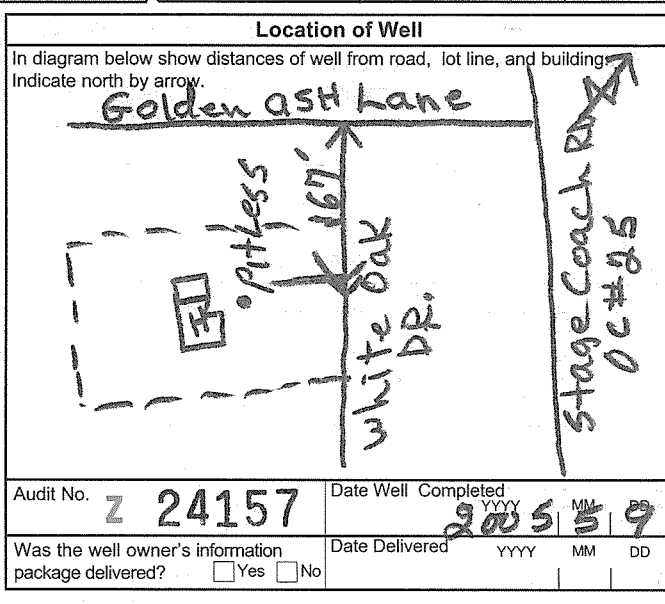 Location of Well
In diagram below show distances of well from road, lot line, and building.
Indicate north by arrow.
Golden ASH Lane
Pitless
167'
White Oak
DR.
Stage Coach Rd
OC#25
Audit No. Z 24157
Date Well Completed
YYYY MM DD
2005 5 9
Was the well owner's information
package delivered? Yes No
Date Delivered YYYY MM DD